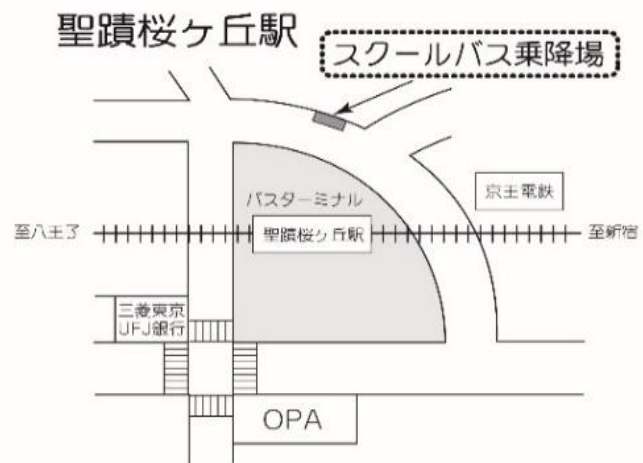 聖蹟桜ヶ丘駅
スクールバス乗降場
バスターミナル
京王電鉄
至八王子
聖蹟桜ヶ丘駅
至新宿
三菱東京
UFJ銀行
OPA